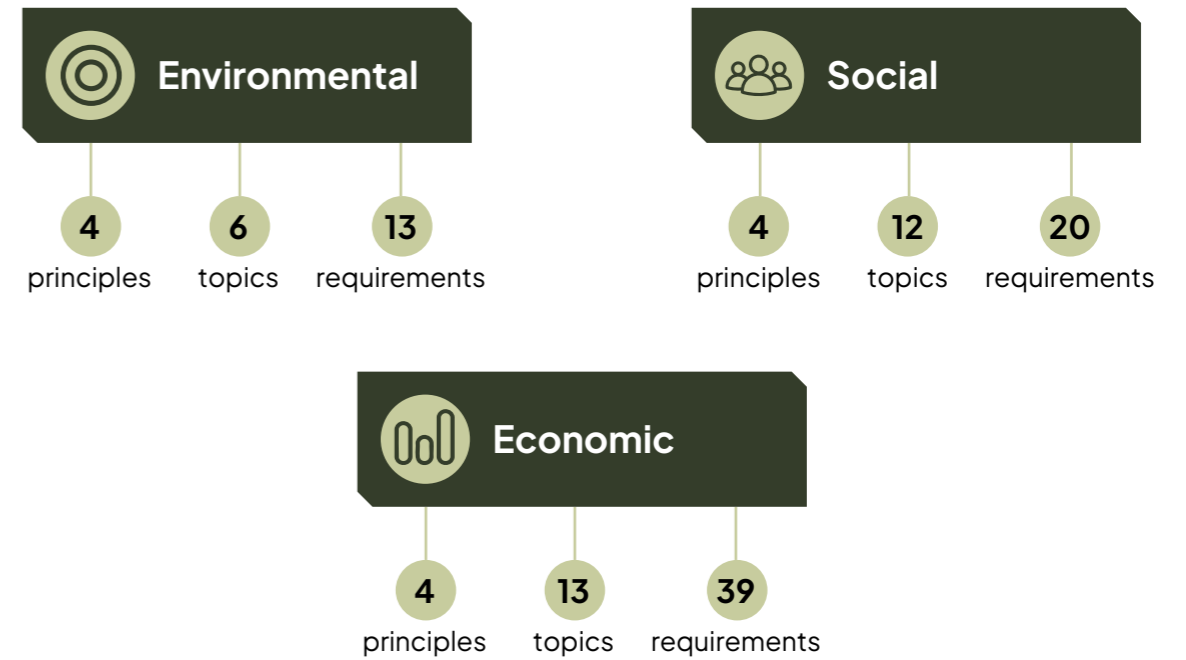 Environmental
4 6 13
principles topics requirements
Social
4 12 20
principles topics requirements
Economic
4 13 39
principles topics requirements